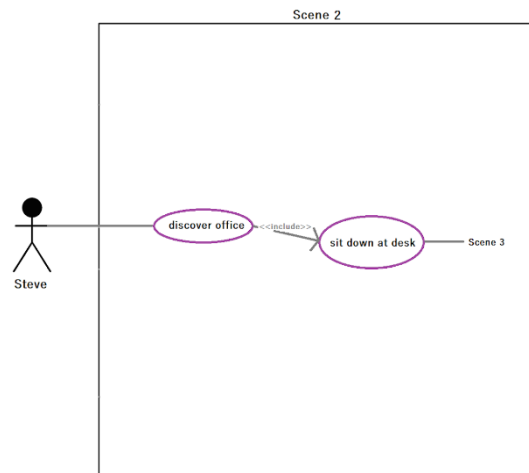 Scene 2
discover office
<<include>>
sit down at desk
Scene 3
Steve